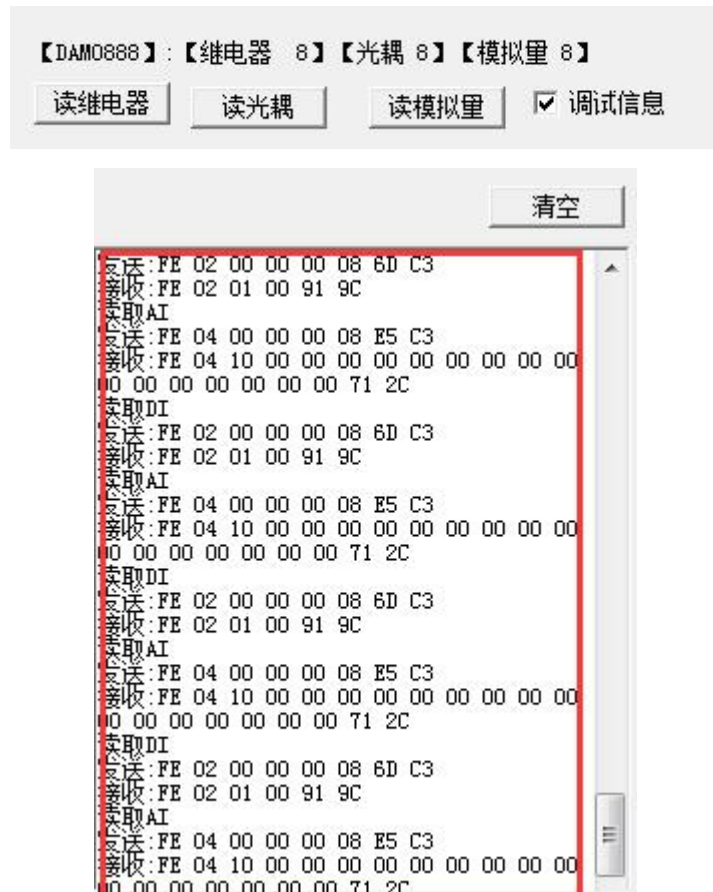 【DAM0888】:【继电器 8】【光耦 8】【模拟量 8】
读继电器 读光耦 读模拟量 调试信息
清空
发送:FE 02 00 00 00 08 6D C3
接收:FE 02 01 00 91 9C
读取AI
发送:FE 04 00 00 00 08 E5 C3
接收:FE 04 10 00 00 00 00 00 00 00 00 00
00 00 00 00 00 00 00 71 2C
读取DI
发送:FE 02 00 00 00 08 6D C3
接收:FE 02 01 00 91 9C
读取AI
发送:FE 04 00 00 00 08 E5 C3
接收:FE 04 10 00 00 00 00 00 00 00 00 00
00 00 00 00 00 00 00 71 2C
读取DI
发送:FE 02 00 00 00 08 6D C3
接收:FE 02 01 00 91 9C
读取AI
发送:FE 04 00 00 00 08 E5 C3
接收:FE 04 10 00 00 00 00 00 00 00 00 00
00 00 00 00 00 00 00 71 2C
读取DI
发送:FE 02 00 00 00 08 6D C3
接收:FE 02 01 00 91 9C
读取AI
发送:FE 04 00 00 00 08 E5 C3
接收:FE 04 10 00 00 00 00 00 00 00 00 00
00 00 00 00 00 00 00 71 2C